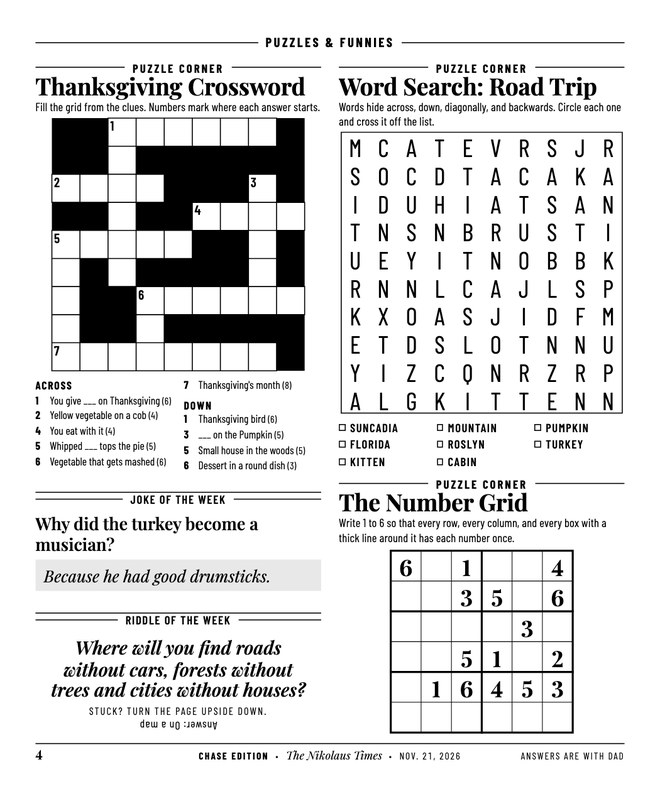 PUZZLES & FUNNIES
PUZZLE CORNER
Thanksgiving Crossword
Fill the grid from the clues. Numbers mark where each answer starts.
1
2 3
4
5
6
7
ACROSS
1 You give ___ on Thanksgiving (6)
2 Yellow vegetable on a cob (4)
4 You eat with it (4)
5 Whipped ___ tops the pie (5)
6 Vegetable that gets mashed (6)
7 Thanksgiving's month (8)
DOWN
1 Thanksgiving bird (6)
3 ___ on the Pumpkin (5)
5 Small house in the woods (5)
6 Dessert in a round dish (3)
JOKE OF THE WEEK
Why did the turkey become a
musician?
Because he had good drumsticks.
RIDDLE OF THE WEEK
Where will you find roads
without cars, forests without
trees and cities without houses?
STUCK? TURN THE PAGE UPSIDE DOWN.
Answer: On a map
PUZZLE CORNER
Word Search: Road Trip
Words hide across, down, diagonally, and backwards. Circle each one
and cross it off the list.
M C A T E V R S J R
S O C D T A C A K A
I D U H I A T S A N
T N S N B R U S T I
U E Y I T N O B B K
R N N L C A J L S P
K X O A S J I D F M
E T D S L O T N N U
Y I Z C Q N R Z R P
A L G K I T T E N N
SUNCADIA MOUNTAIN PUMPKIN
FLORIDA ROSLYN TURKEY
KITTEN CABIN
PUZZLE CORNER
The Number Grid
Write 1 to 6 so that every row, every column, and every box with a
thick line around it has each number once.
6 1 4
3 5 6
3
5 1 2
1 6 4 5 3
4 CHASE EDITION • The Nikolaus Times • NOV. 21, 2026 ANSWERS ARE WITH DAD